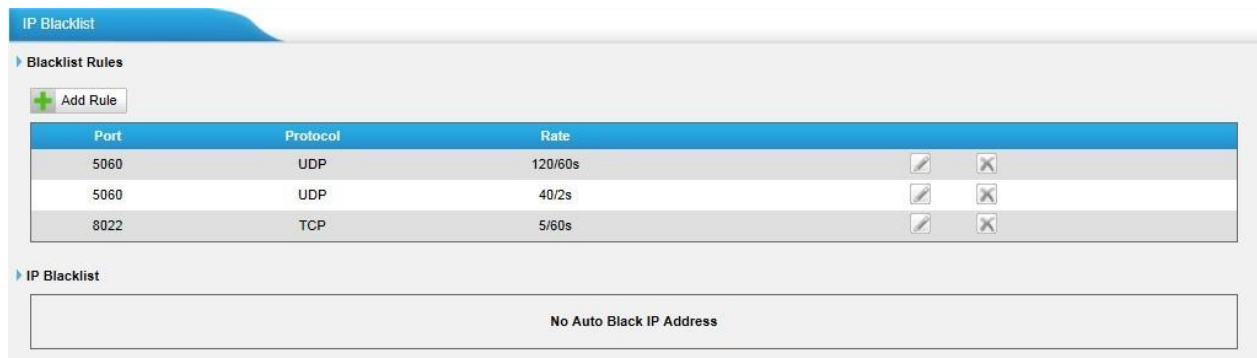 IP Blacklist
Blacklist Rules
Add Rule
Port Protocol Rate
5060 UDP 120/60s
5060 UDP 40/2s
8022 TCP 5/60s
IP Blacklist
No Auto Black IP Address